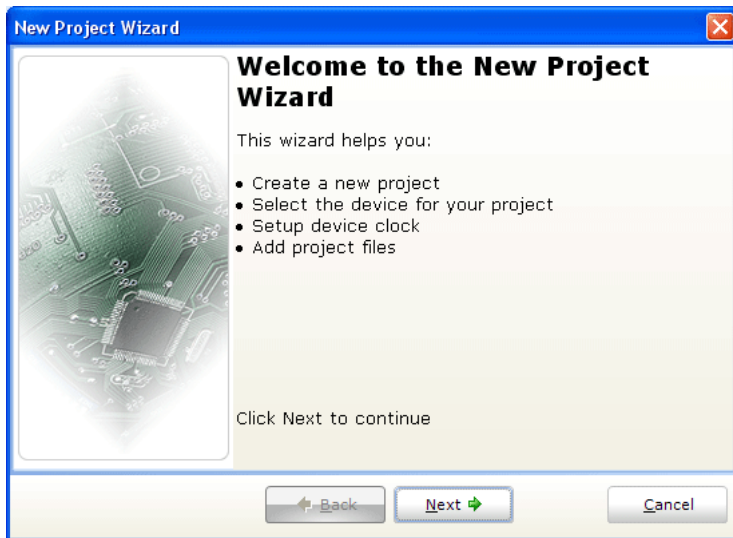 New Project Wizard
Welcome to the New Project
Wizard
This wizard helps you:
• Create a new project
• Select the device for your project
• Setup device clock
• Add project files
Click Next to continue
Back
Next
Cancel